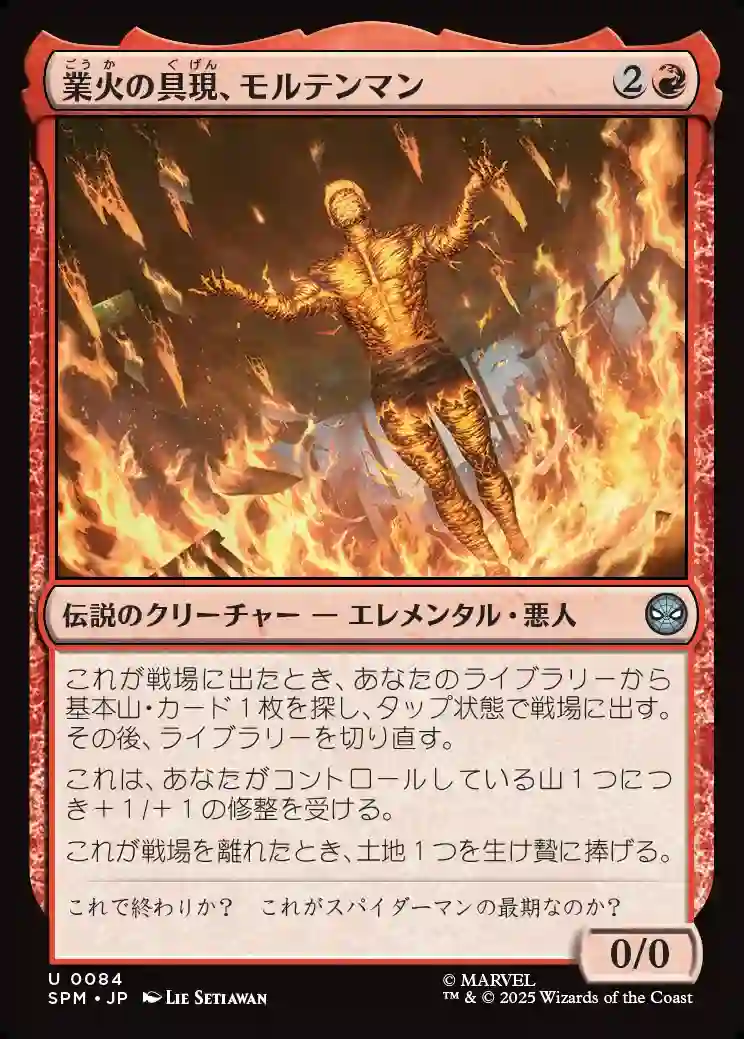 業火の具現、モルテンマン 2
伝説のクリーチャー — エレメンタル・悪人
これが戦場に出たとき、あなたのライブラリーから
基本山・カード1枚を探し、タップ状態で戦場に出す。
その後、ライブラリーを切り直す。
これは、あなたがコントロールしている山1つにつ
き+1/+1の修整を受ける。
これが戦場を離れたとき、土地1つを生け贄に捧げる。
これで終わりか? これがスパイダーマンの最期なのか?
0/0
U 0084
SPM • JP LIE SETIAWAN
© MARVEL
™ & © 2025 Wizards of the Coast